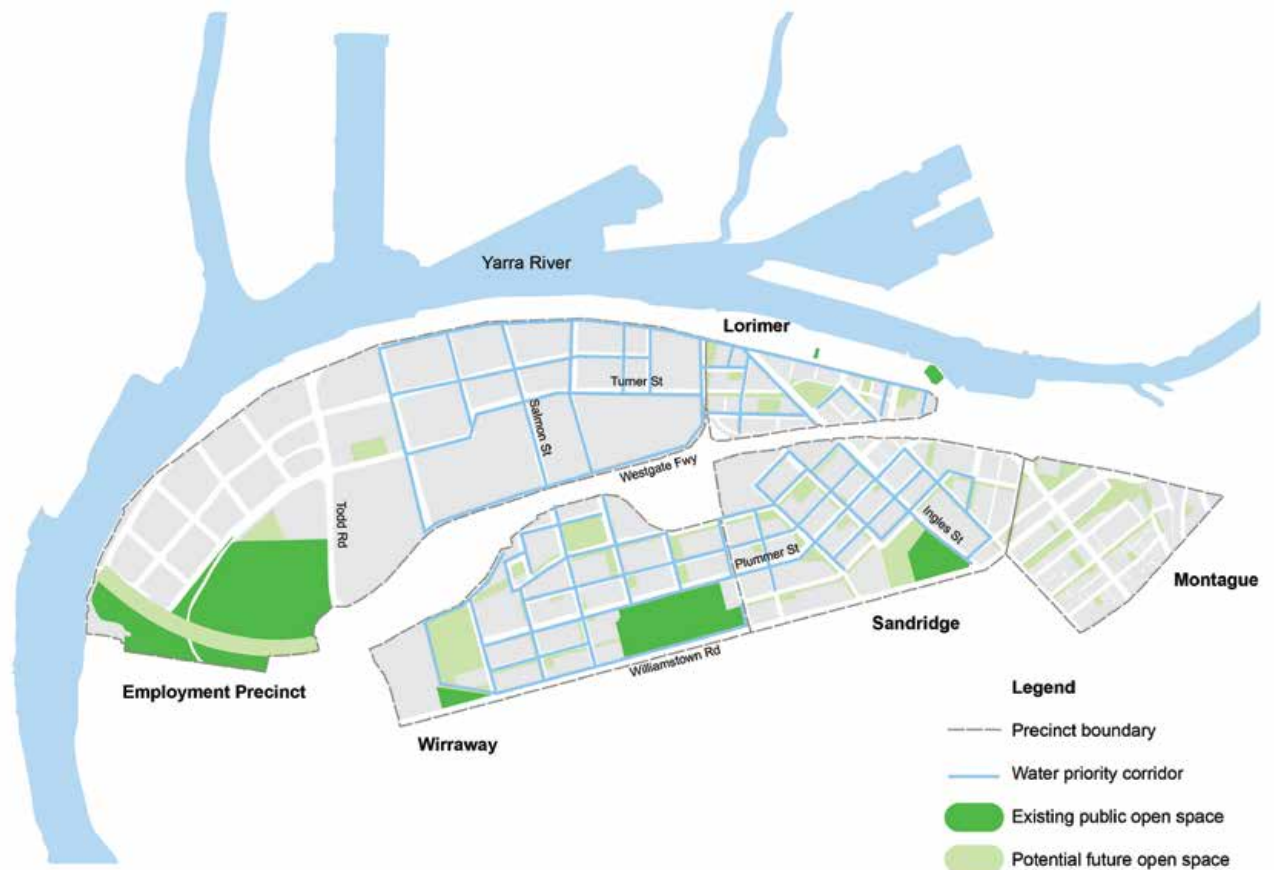 Yarra River
Lorimer
Turner St
Salmon St
Westgate Fwy
Todd Rd
Ingles St
Plummer St
Montague
Sandridge
Williamstown Rd
Employment Precinct
Wirraway
Legend
Precinct boundary
Water priority corridor
Existing public open space
Potential future open space